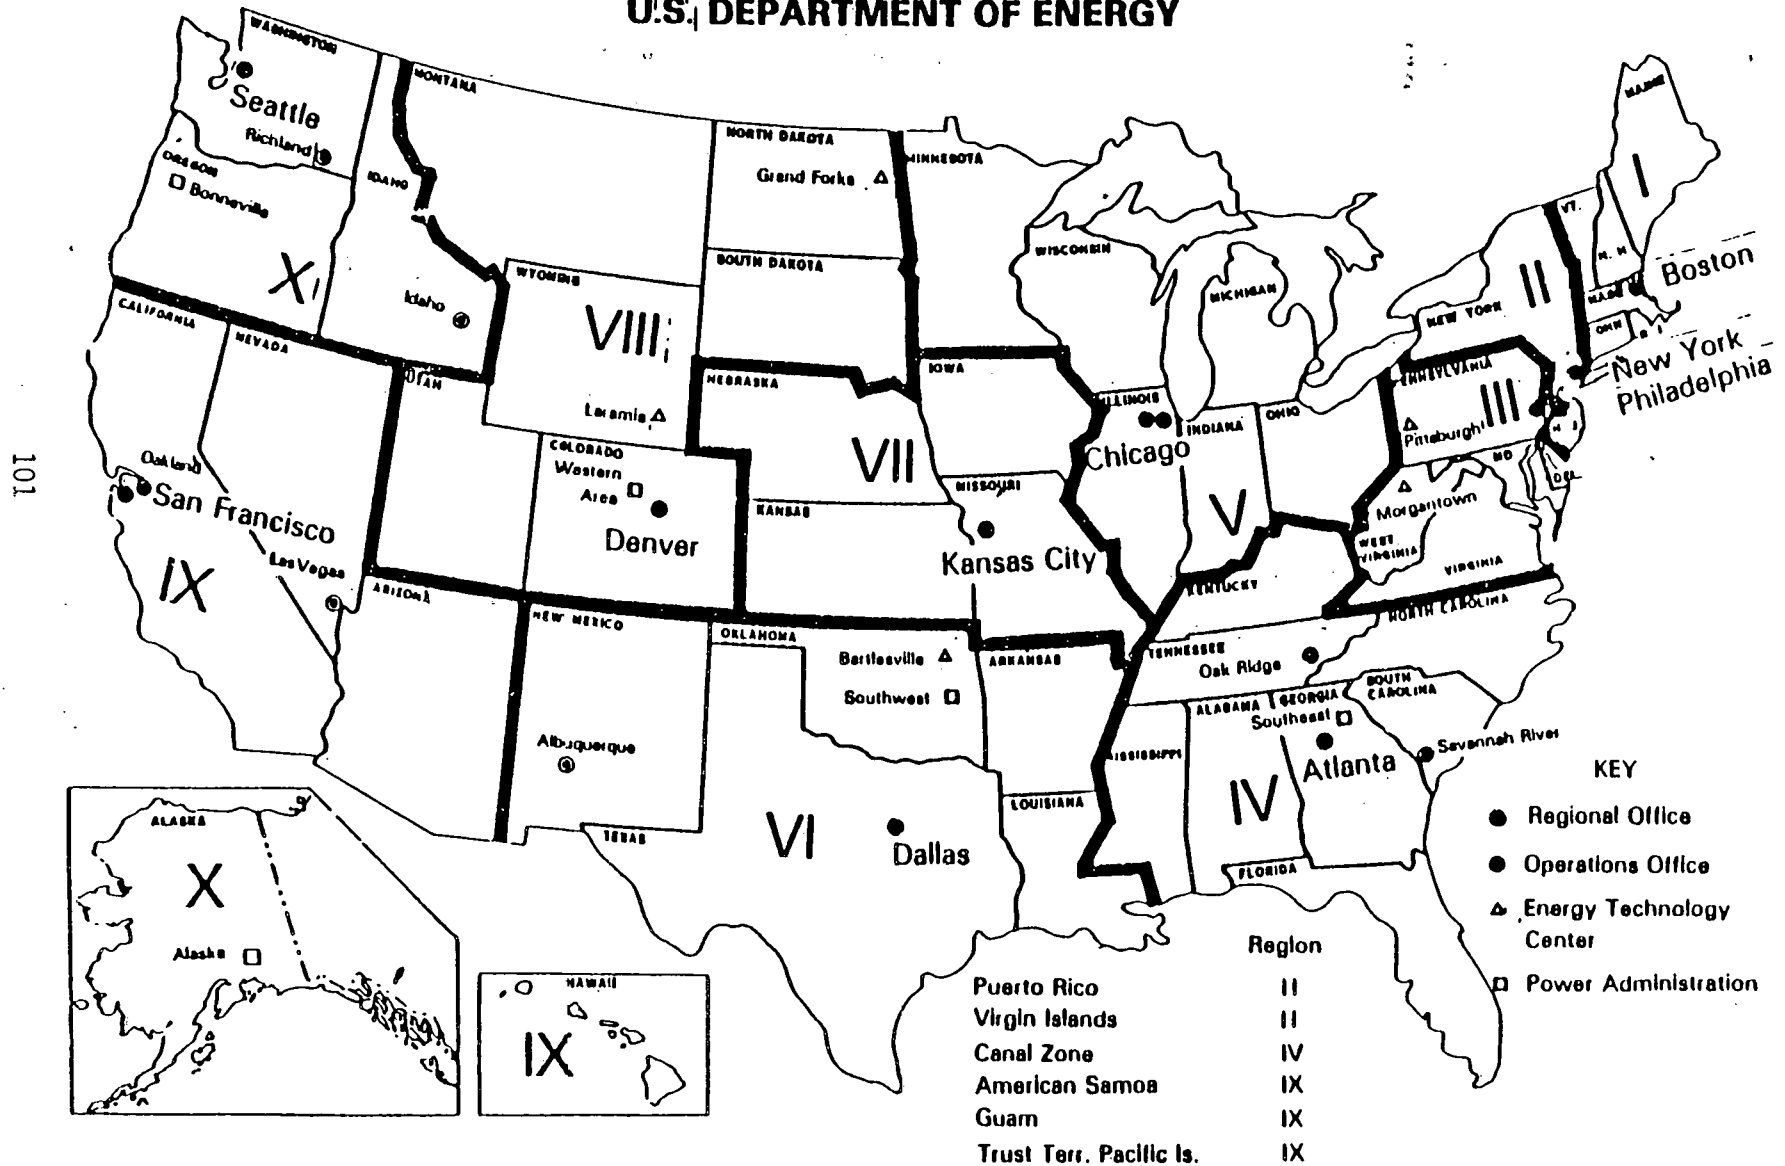 U.S. DEPARTMENT OF ENERGY
WASHINGTON
Seattle
Richland
OREGON
Bonneville
X
IDAHO
Idaho
MONTANA
NORTH DAKOTA
Grand Forks
SOUTH DAKOTA
WYOMING
VIII
Laramie
MINNESOTA
WISCONSIN
MICHIGAN
MAINE
I
VT.
N. H
MASS
Boston
CONN
R I
II
NEW YORK
New York
Philadelphia
PENNSYLVANIA
III
Pittsburgh
N J
MD
DEL
Morgantown
WEST
VIRGINIA
VIRGINIA
CALIFORNIA
NEVADA
UTAH
Oakland
San Francisco
IX
Las Vegas
COLORADO
Western
Area
Denver
NEBRASKA
VII
KANSAS
IOWA
MISSOURI
Kansas City
ILLINOIS
Chicago
INDIANA
OHIO
V
KENTUCKY
NORTH CAROLINA
TENNESSEE
Oak Ridge
ARIZONA
NEW MEXICO
Albuquerque
OKLAHOMA
Bartlesville
Southwest
ARKANSAS
TEXAS
VI
Dallas
LOUISIANA
MISSISSIPPI
ALABAMA
GEORGIA
SOUTH
CAROLINA
Southeast
Atlanta
Savannah River
IV
FLORIDA
101
ALASKA
X
Alaska
HAWAII
IX
KEY
Regional Office
Operations Office
Energy Technology
Center
Power Administration
Region
Puerto Rico II
Virgin Islands II
Canal Zone IV
American Samoa IX
Guam IX
Trust Terr. Pacific Is. IX